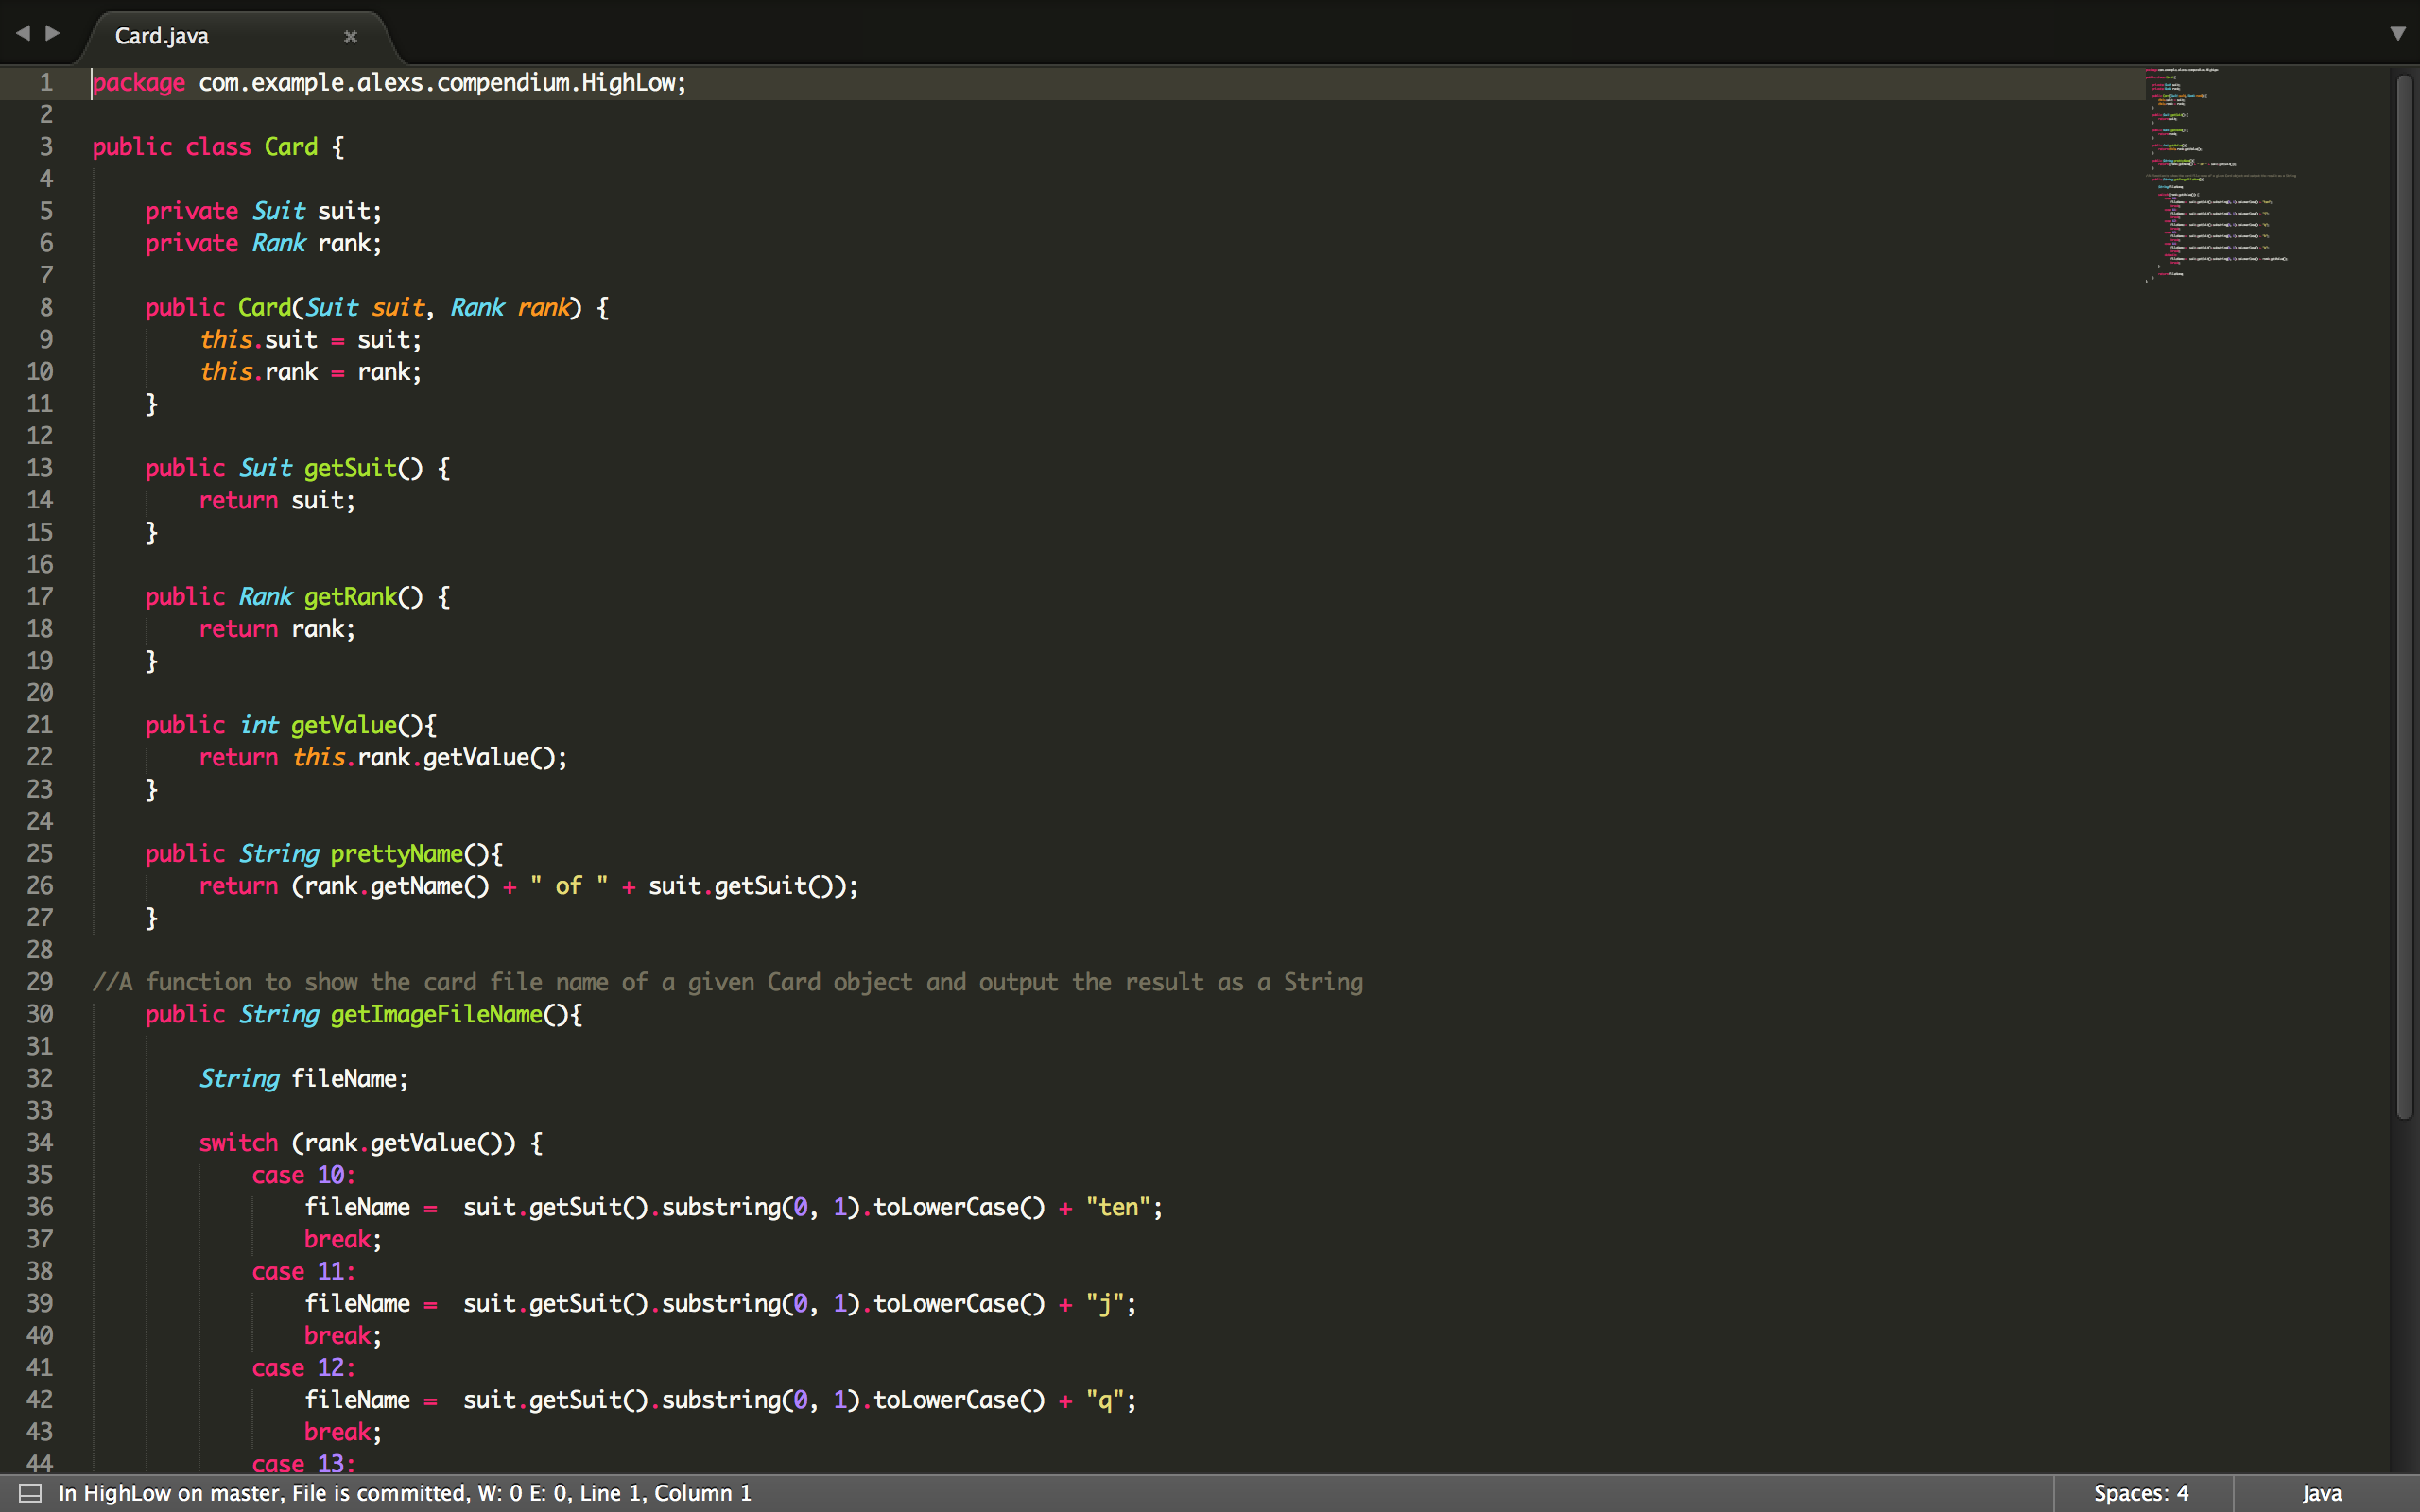 Card.java
1 package com.example.alexs.compendium.HighLow;
2
3 public class Card {
4
5     private Suit suit;
6     private Rank rank;
7
8     public Card(Suit suit, Rank rank) {
9         this.suit = suit;
10         this.rank = rank;
11     }
12
13     public Suit getSuit() {
14         return suit;
15     }
16
17     public Rank getRank() {
18         return rank;
19     }
20
21     public int getValue(){
22         return this.rank.getValue();
23     }
24
25     public String prettyName(){
26         return (rank.getName() + " of " + suit.getSuit());
27     }
28
29 //A function to show the card file name of a given Card object and output the result as a String
30     public String getImageFileName(){
31
32         String fileName;
33
34         switch (rank.getValue()) {
35             case 10:
36                 fileName =  suit.getSuit().substring(0, 1).toLowerCase() + "ten";
37                 break;
38             case 11:
39                 fileName =  suit.getSuit().substring(0, 1).toLowerCase() + "j";
40                 break;
41             case 12:
42                 fileName =  suit.getSuit().substring(0, 1).toLowerCase() + "q";
43                 break;
44             case 13:
In HighLow on master, File is committed, W: 0 E: 0, Line 1, Column 1
Spaces: 4
Java